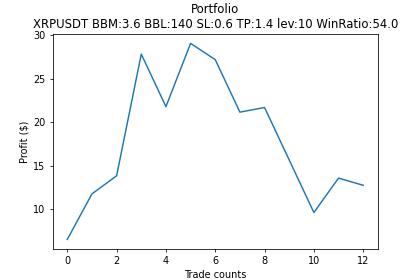 Portfolio
XRPUSDT BBM:3.6 BBL:140 SL:0.6 TP:1.4 lev:10 WinRatio:54.0
Profit ($)
30
25
20
15
10
0 2 4 6 8 10 12
Trade counts